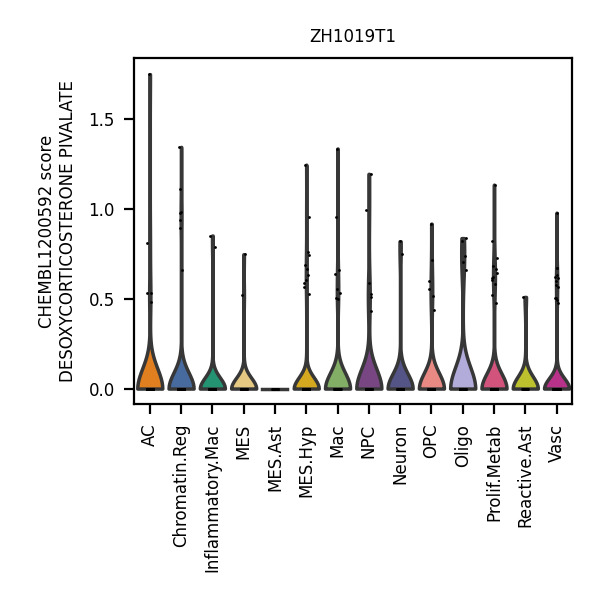 ZH1019T1
CHEMBL1200592 score
DESOXYCORTICOSTERONE PIVALATE
1.5
1.0
0.5
0.0
AC
Chromatin.Reg
Inflammatory.Mac
MES
MES.Ast
MES.Hyp
Mac
NPC
Neuron
OPC
Oligo
Prolif.Metab
Reactive.Ast
Vasc